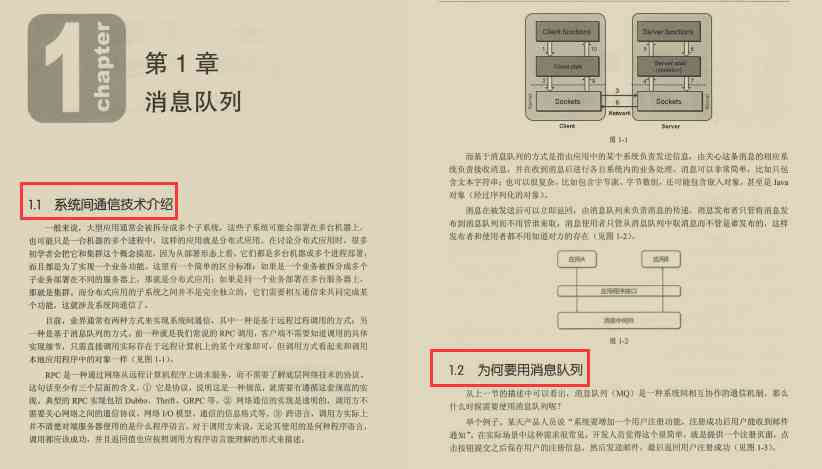 1
chapter
第 1 章
消息队列
1.1 系统间通信技术介绍
一般来说，大型应用通常会被拆分成多个子系统，这些子系统可能会部署在多台机器上，
也可能只是一台机器的多个进程中，这样的应用就是分布式应用。在讨论分布式应用时，很多
初学者会把它和集群这个概念搞混，因为从部署形态上看，它们都是多台机器或多个进程部署，
而且都是为了实现一个业务功能。这里有一个简单的区分标准：如果是一个业务被拆分成多个
子业务部署在不同的服务器上，那就是分布式应用；如果是同一个业务部署在多台服务器上，
那就是集群。而分布式应用的子系统之间并不是完全独立的，它们需要相互通信来共同完成某
个功能，这就涉及系统间通信了。
目前，业界通常有两种方式来实现系统间通信，其中一种是基于远程过程调用的方式；另
一种是基于消息队列的方式。前一种就是我们常说的 RPC 调用，客户端不需要知道调用的具体
实现细节，只需直接调用实际存在于远程计算机上的某个对象即可，但调用方式看起来和调用
本地应用程序中的对象一样（见图 1-1）。
RPC 是一种通过网络从远程计算机程序上请求服务，而不需要了解底层网络技术的协议。
这句话至少有三个层面的含义。① 它是协议，说明这是一种规范，就需要有遵循这套规范的实
现。典型的 RPC 实现包括 Dubbo、Thrift、GRPC 等。② 网络通信的实现是透明的，调用方不
需要关心网络之间的通信协议、网络 I/O 模型、通信的信息格式等。③ 跨语言，调用方实际上
并不清楚对端服务器使用的是什么程序语言。对于调用方来说，无论其使用的是何种程序语言，
调用都应该成功，并且返回值也应按照调用方程序语言能理解的形式来描述。
Client functions
Server functions
1
10
5
6
Client stub
Server stub
(skeleton)
2
9
4
7
Sockets
3
8
Network
Sockets
Client
Server
图 1-1
而基于消息队列的方式是指由应用中的某个系统负责发送信息，由关心这条消息的相应系
统负责接收消息，并在收到消息后进行各自系统内的业务处理。消息可以非常简单，比如只包
含文本字符串；也可以很复杂，比如包含字节流、字节数组，还可能包含嵌入对象，甚至是 Java
对象（经过序列化的对象）。
消息在被发送后可以立即返回，由消息队列来负责消息的传递，消息发布者只管将消息发
布到消息队列而不用管谁来取，消息使用者只管从消息队列中取消息而不管是谁发布的，这样
发布者和使用者都不用知道对方的存在（见图 1-2）。
应用A
应用B
应用程序接口
消息中间件
图 1-2
1.2 为何要用消息队列
从上一节的描述中可以看出，消息队列（MQ）是一种系统间相互协作的通信机制。那么
什么时候需要使用消息队列呢？
举个例子。某天产品人员说“系统要增加一个用户注册功能，注册成功后用户能收到邮件
通知”，在实际场景中这种需求很常见，开发人员觉得这个很简单，就是提供一个注册页面，点
击按钮提交之后保存用户的注册信息，然后发送邮件，最后返回用户注册成功（见图 1-3）。